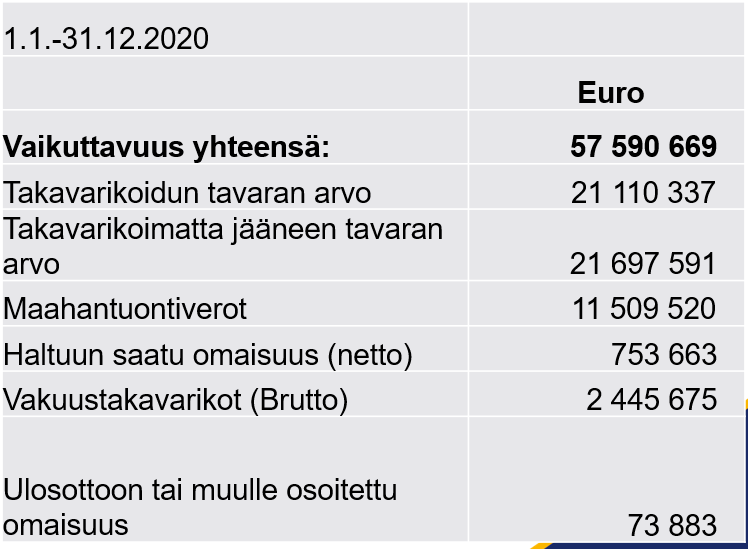 1.1.-31.12.2020
Euro
Vaikuttavuus yhteensä: 57 590 669
Takavarikoidun tavaran arvo 21 110 337
Takavarikoimatta jääneen tavaran
arvo 21 697 591
Maahantuontiverot 11 509 520
Haltuun saatu omaisuus (netto) 753 663
Vakuustakavarikot (Brutto) 2 445 675
Ulosottoon tai muulle osoitettu
omaisuus 73 883